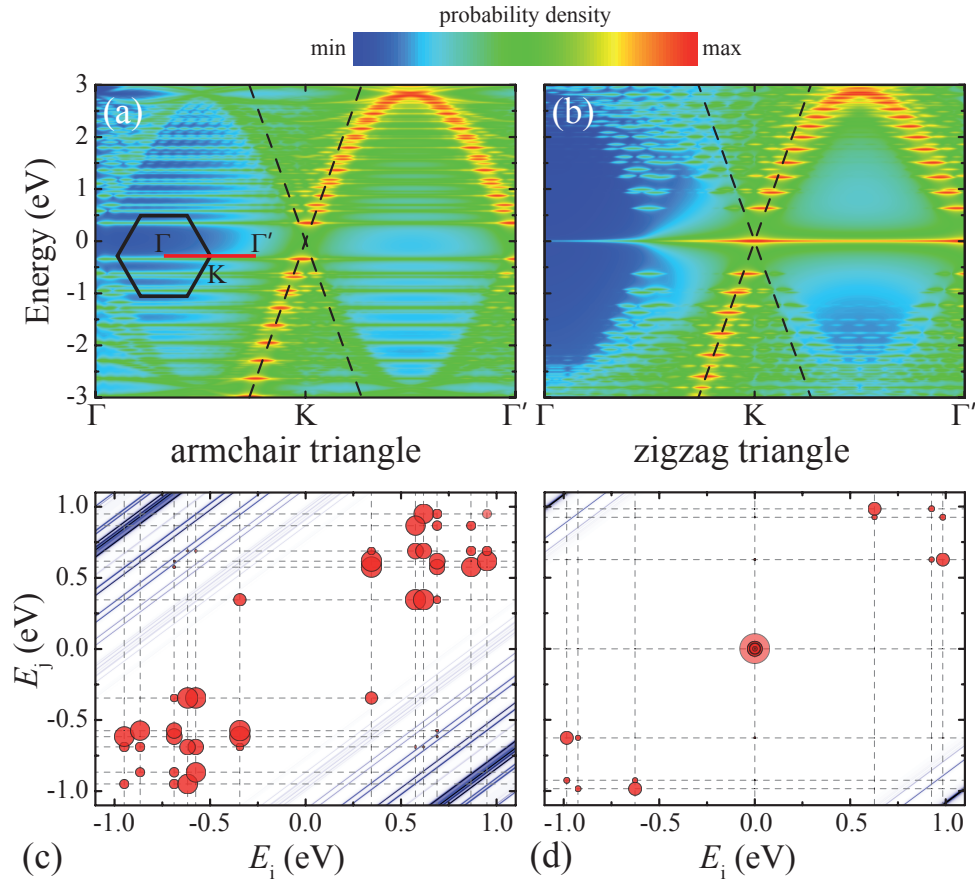 probability density
min max
3
2
1
0
-1
-2
-3
Energy (eV)
(a)
Γ
Γ′
K
Γ K Γ′
(b)
K Γ′
armchair triangle
zigzag triangle
1.0
0.5
0.0
-0.5
-1.0
E_j (eV)
-1.0 -0.5 0.0 0.5 1.0
(c) E_i (eV)
-1.0 -0.5 0.0 0.5 1.0
(d) E_i (eV)